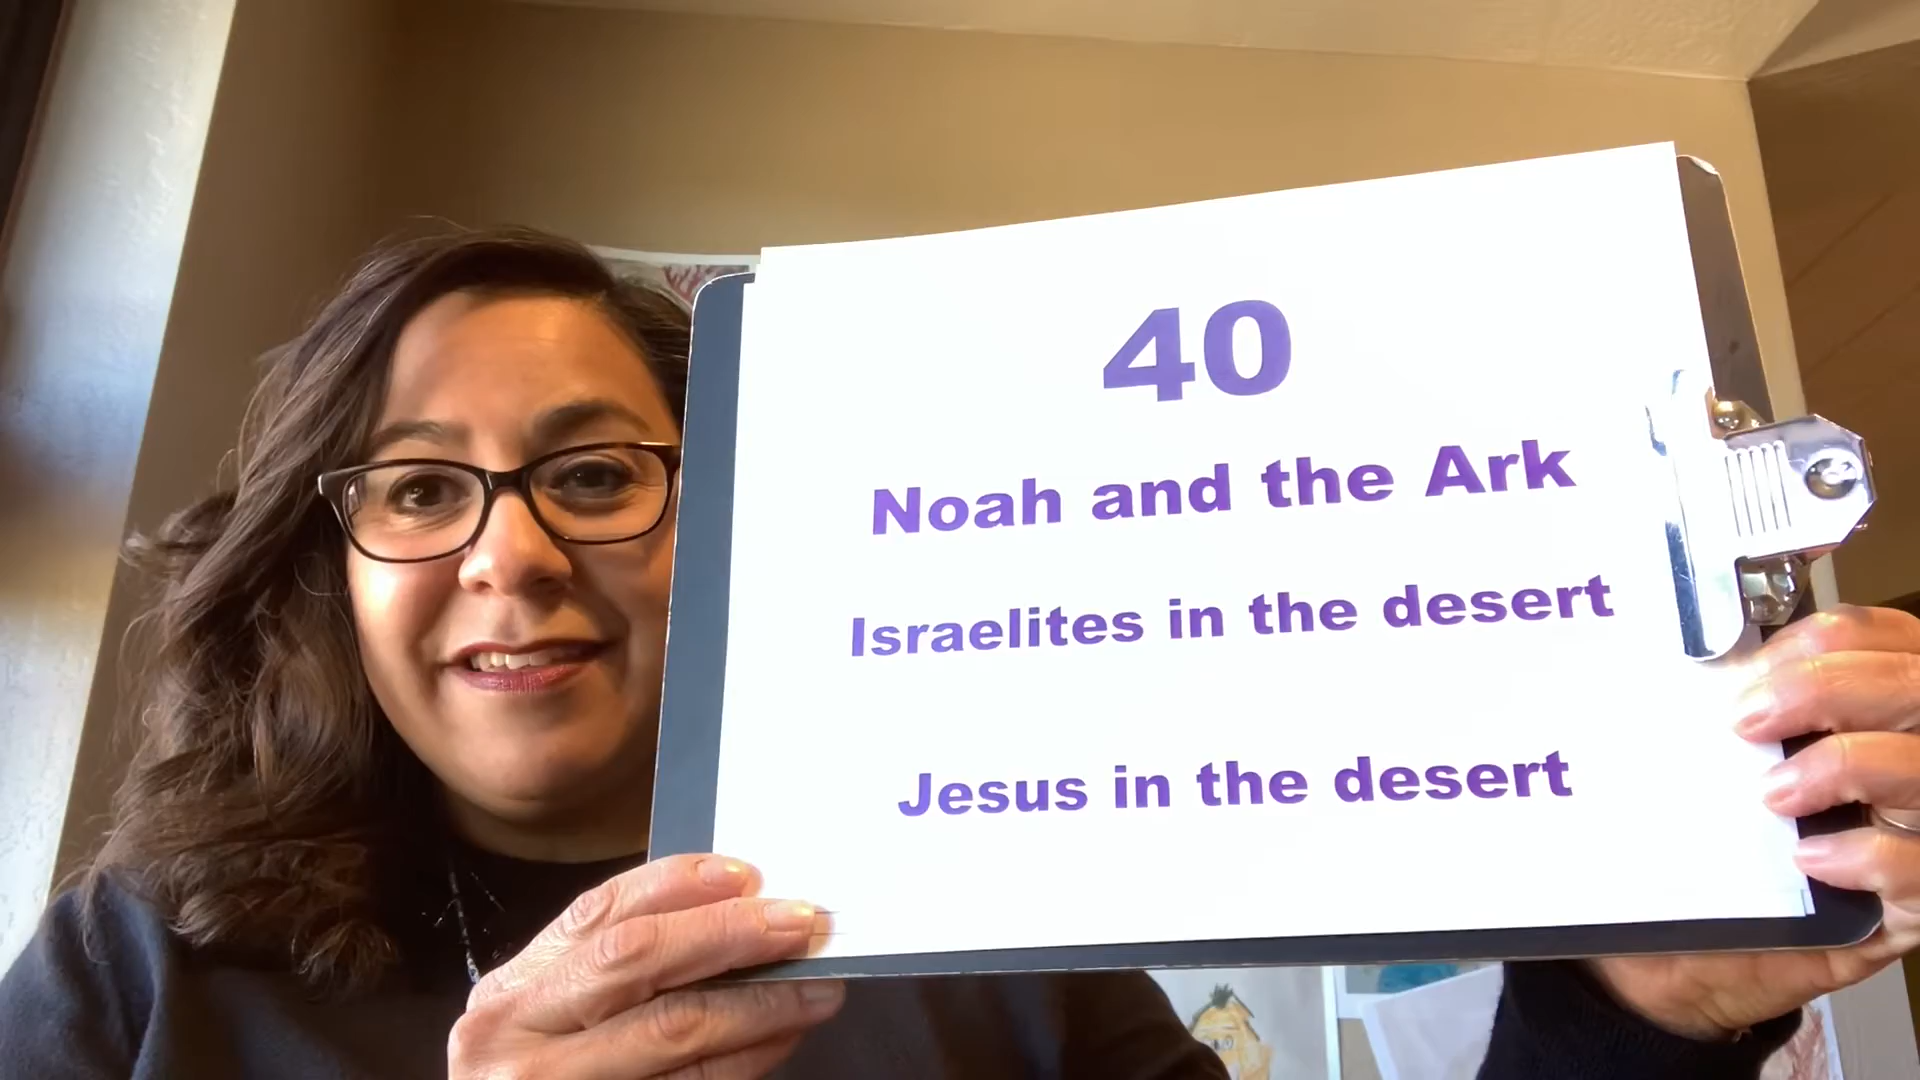 40
Noah and the Ark
Israelites in the desert
Jesus in the desert